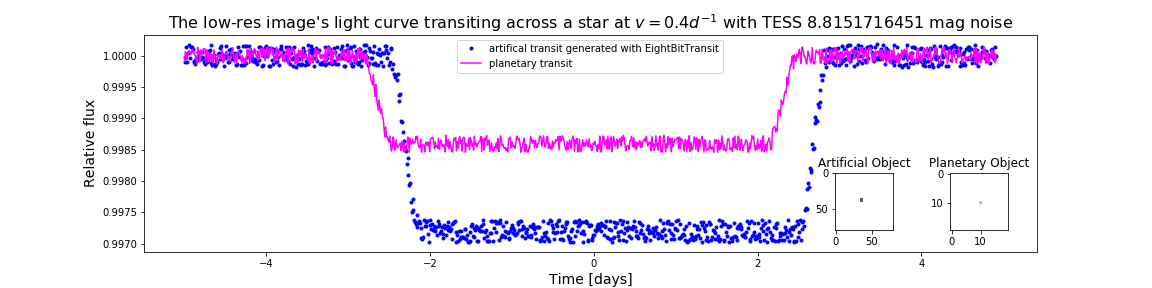 The low-res image's light curve transiting across a star at v = 0.4d⁻¹ with TESS 8.8151716451 mag noise
artifical transit generated with EightBitTransit
planetary transit
Relative flux
1.0000
0.9995
0.9990
0.9985
0.9980
0.9975
0.9970
Artificial Object
0
50
0 50
Planetary Object
0
10
0 10
−4 −2 0 2 4
Time [days]